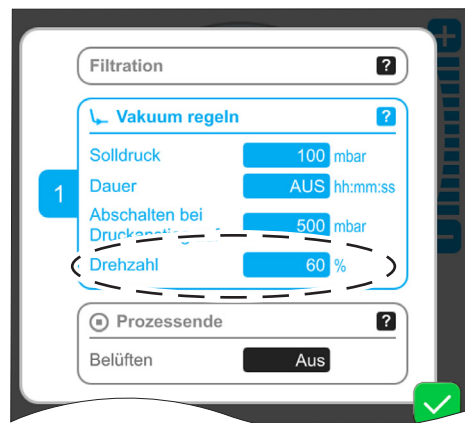 Filtration ?
Vakuum regeln ?
1
Solldruck 100 mbar
Dauer AUS hh:mm:ss
Abschalten bei
500 mbar
Drehzahl 60 %
Prozessende ?
Belüften Aus